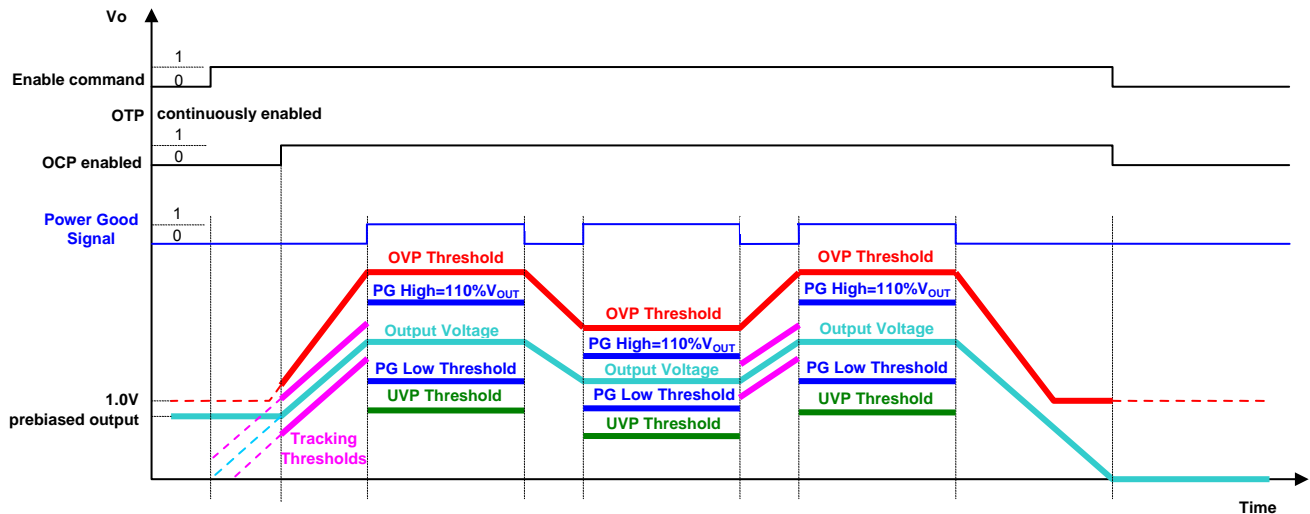 Vo
1
Enable command
0
OTP continuously enabled
1
OCP enabled
0
Power Good
Signal
1
0
OVP Threshold
OVP Threshold
PG High=110%VOUT
PG High=110%VOUT
OVP Threshold
Output Voltage
Output Voltage
PG High=110%VOUT
PG Low Threshold
Output Voltage
PG Low Threshold
1.0V
UVP Threshold
PG Low Threshold
UVP Threshold
prebiased output
UVP Threshold
Tracking
Thresholds
Time